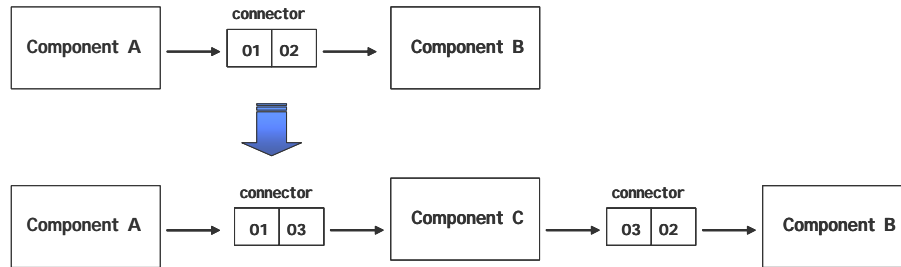 connector
Component A
01 02
Component B
connector
connector
Component A
01 03
Component C
03 02
Component B